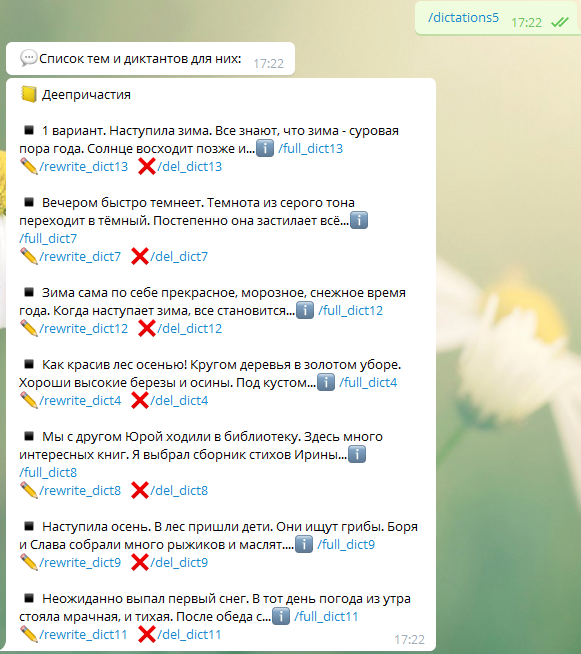 /dictations5
17:22
Список тем и диктантов для них:
17:22
Деепричастия
1 вариант. Наступила зима. Все знают, что зима - суровая
пора года. Солнце восходит позже и... /full_dict13
/rewrite_dict13 /del_dict13
Вечером быстро темнеет. Темнота из серого тона
переходит в тёмный. Постепенно она застилает всё...
/full_dict7
/rewrite_dict7 /del_dict7
Зима сама по себе прекрасное, морозное, снежное время
года. Когда наступает зима, все становится... /full_dict12
/rewrite_dict12 /del_dict12
Как красив лес осенью! Кругом деревья в золотом уборе.
Хороши высокие березы и осины. Под кустом... /full_dict4
/rewrite_dict4 /del_dict4
Мы с другом Юрой ходили в библиотеку. Здесь много
интересных книг. Я выбрал сборник стихов Ирины...
/full_dict8
/rewrite_dict8 /del_dict8
Наступила осень. В лес пришли дети. Они ищут грибы. Боря
и Слава собрали много рыжиков и маслят.... /full_dict9
/rewrite_dict9 /del_dict9
Неожиданно выпал первый снег. В тот день погода из утра
стояла мрачная, и тихая. После обеда с... /full_dict11
/rewrite_dict11 /del_dict11
17:22